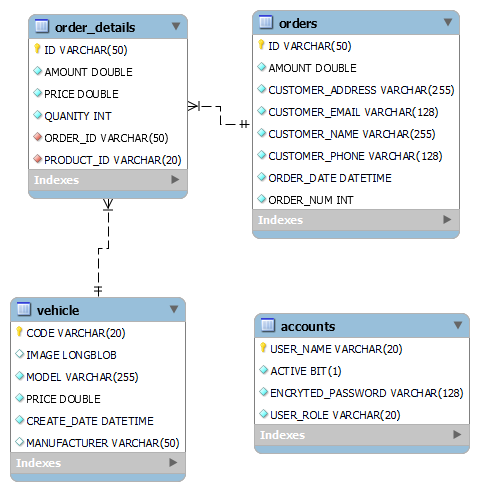 order_details
ID VARCHAR(50)
AMOUNT DOUBLE
PRICE DOUBLE
QUANITY INT
ORDER_ID VARCHAR(50)
PRODUCT_ID VARCHAR(20)
Indexes
orders
ID VARCHAR(50)
AMOUNT DOUBLE
CUSTOMER_ADDRESS VARCHAR(255)
CUSTOMER_EMAIL VARCHAR(128)
CUSTOMER_NAME VARCHAR(255)
CUSTOMER_PHONE VARCHAR(128)
ORDER_DATE DATETIME
ORDER_NUM INT
Indexes
vehicle
CODE VARCHAR(20)
IMAGE LONGBLOB
MODEL VARCHAR(255)
PRICE DOUBLE
CREATE_DATE DATETIME
MANUFACTURER VARCHAR(50)
Indexes
accounts
USER_NAME VARCHAR(20)
ACTIVE BIT(1)
ENCRYTED_PASSWORD VARCHAR(128)
USER_ROLE VARCHAR(20)
Indexes